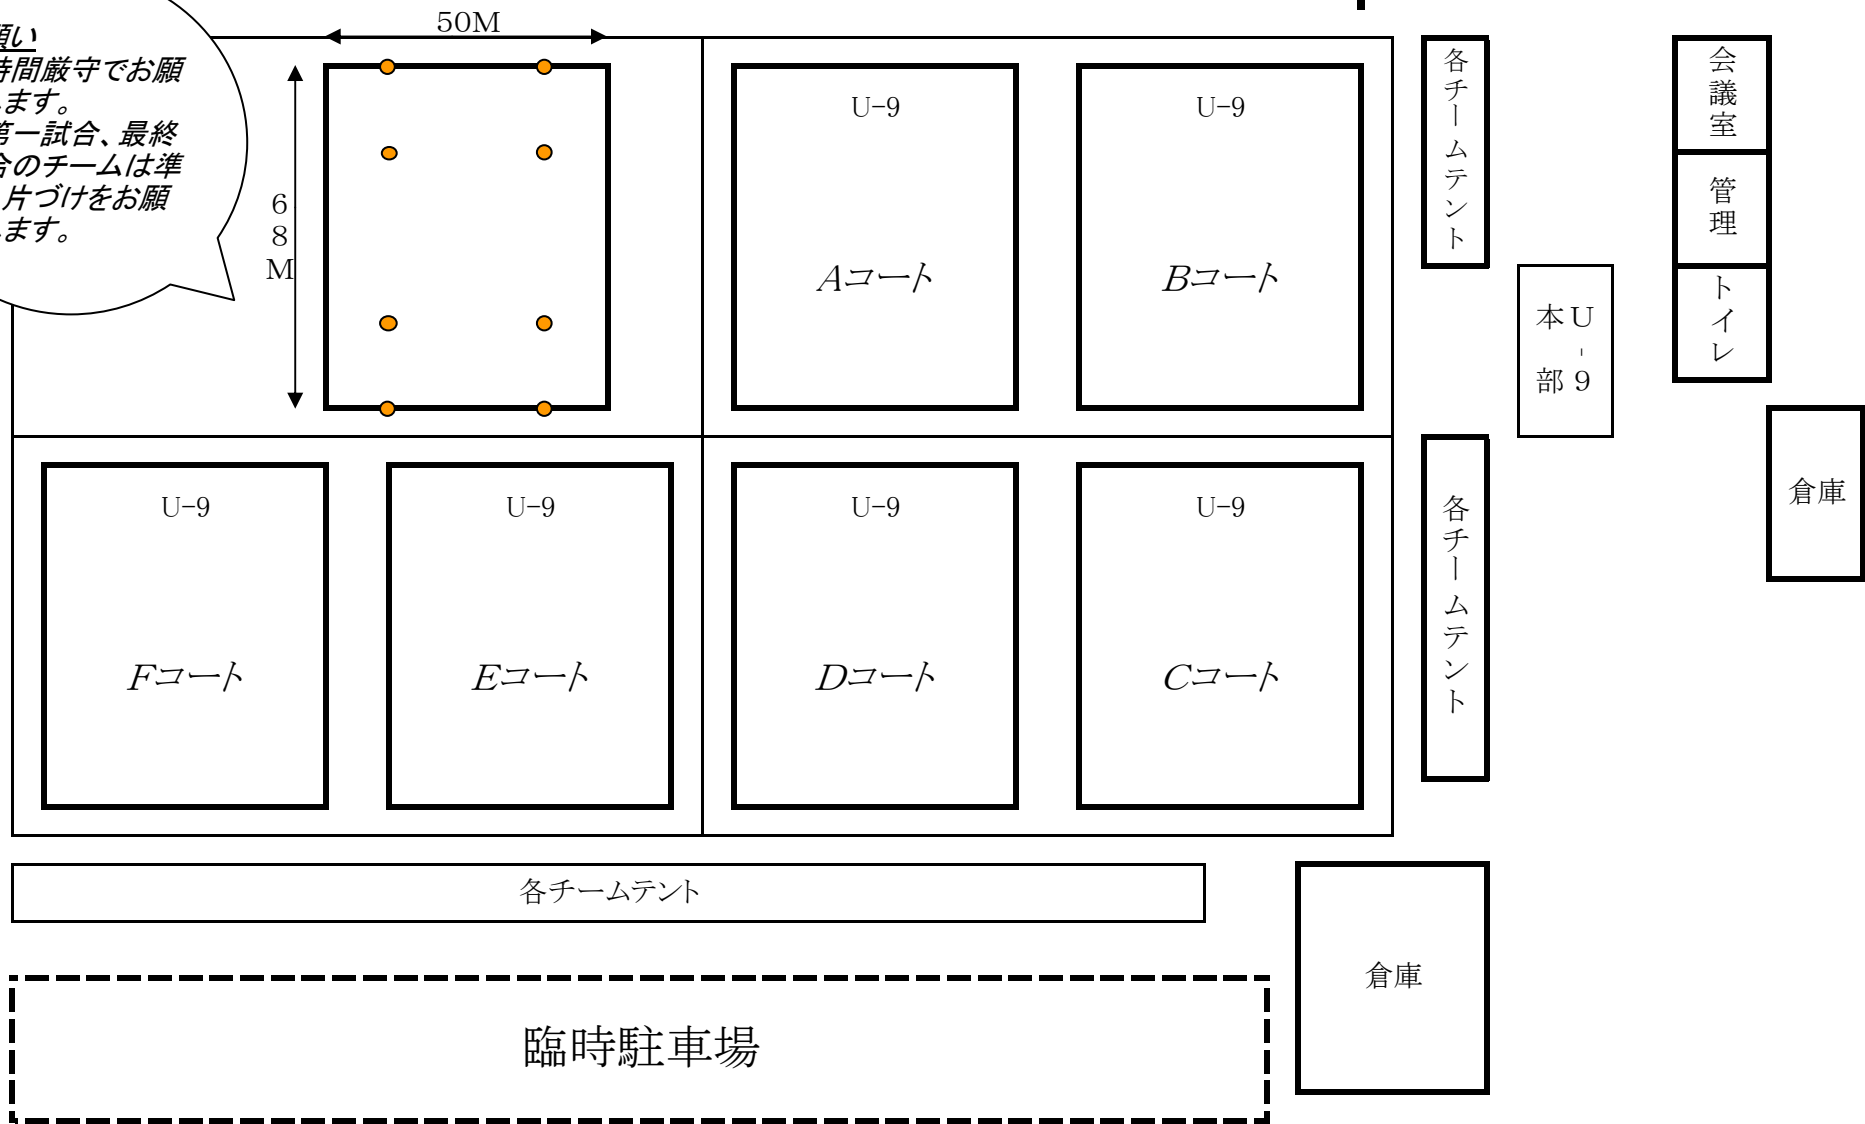 願い
時間厳守でお願
します。
第一試合、最終
合のチームは準
片づけをお願
します。
50M
68M
U-9
Aコート
U-9
Bコート
各チームテント
会議室
管理
トイレ
U-9
本部
倉庫
U-9
Fコート
U-9
Eコート
U-9
Dコート
U-9
Cコート
各チームテント
各チームテント
倉庫
臨時駐車場